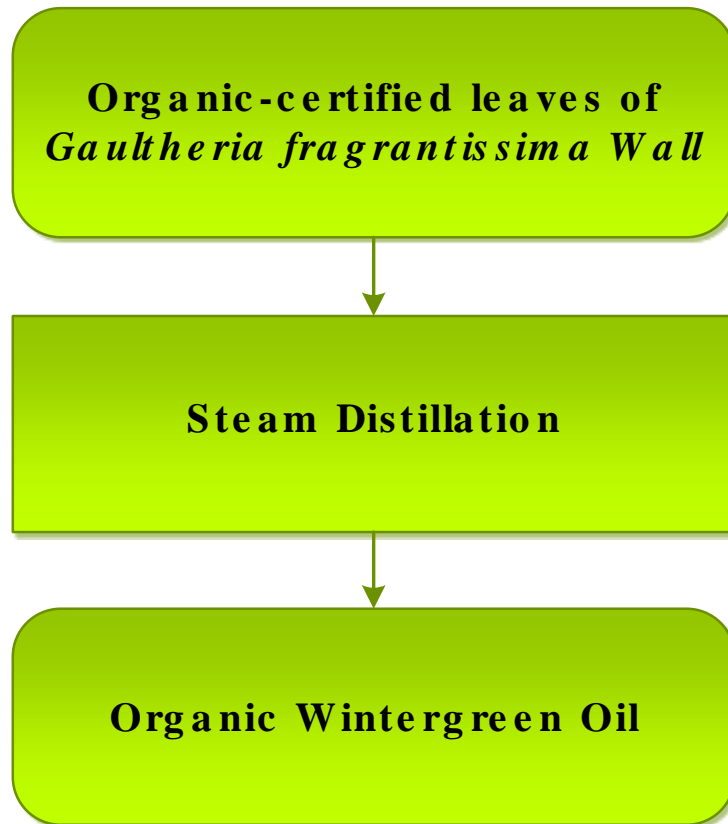 Organic-certified leaves of
Gaultheria fragrantissima Wall
Steam Distillation
Organic Wintergreen Oil